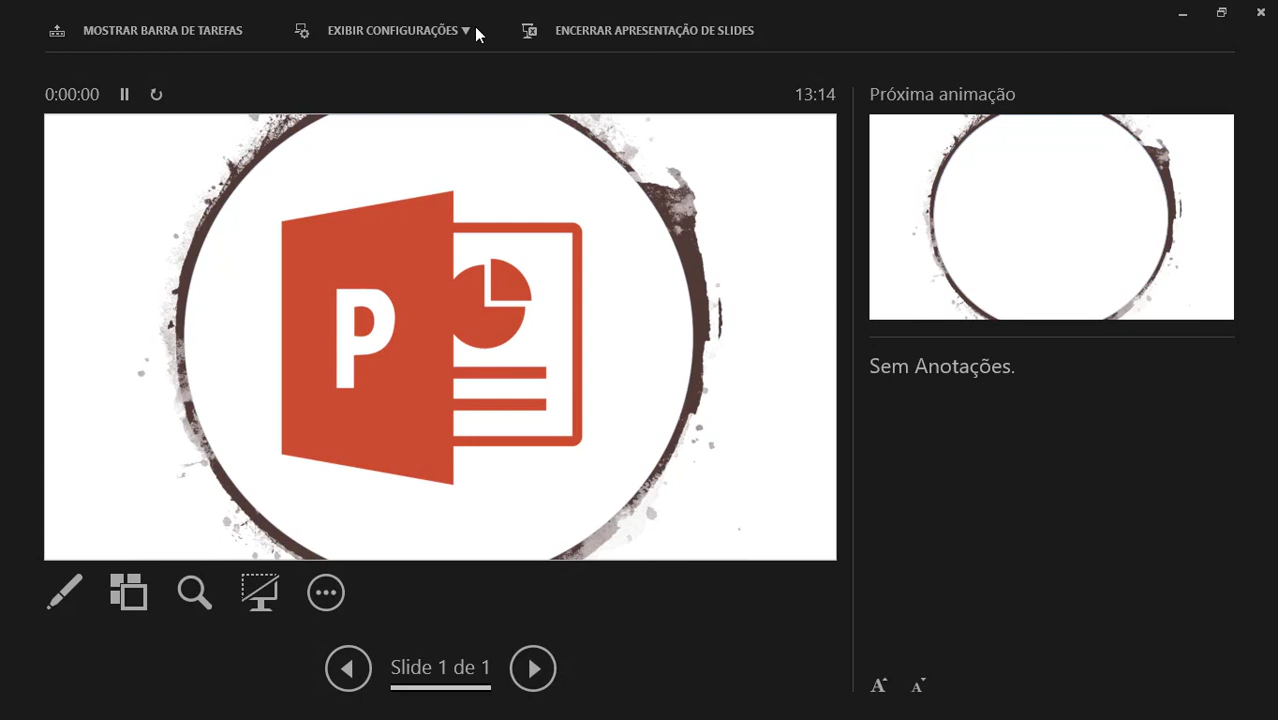 MOSTRAR BARRA DE TAREFAS
EXIBIR CONFIGURAÇÕES ▼
ENCERRAR APRESENTAÇÃO DE SLIDES
0:00:00
13:14
Próxima animação
P
Sem Anotações.
Slide 1 de 1
A A